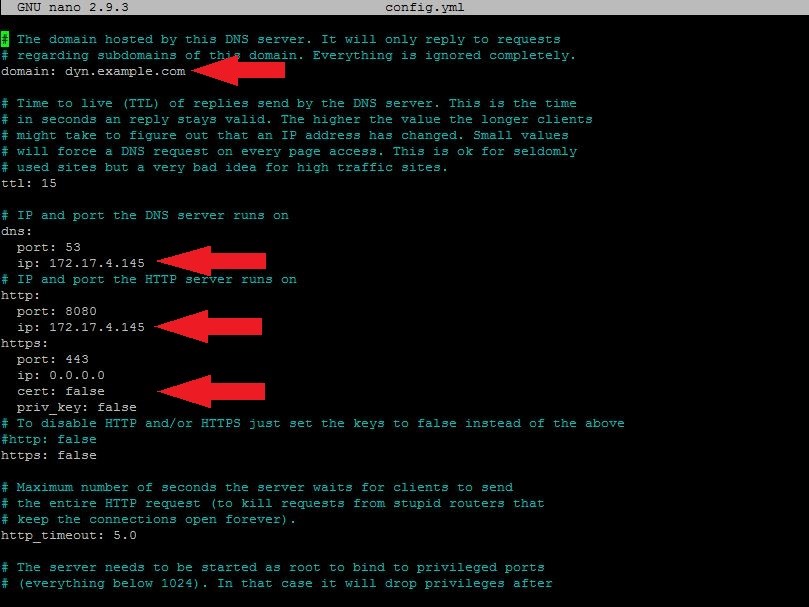 GNU nano 2.9.3 config.yml
# The domain hosted by this DNS server. It will only reply to requests
# regarding subdomains of this domain. Everything is ignored completely.
domain: dyn.example.com
# Time to live (TTL) of replies send by the DNS server. This is the time
# in seconds an reply stays valid. The higher the value the longer clients
# might take to figure out that an IP address has changed. Small values
# will force a DNS request on every page access. This is ok for seldomly
# used sites but a very bad idea for high traffic sites.
ttl: 15
# IP and port the DNS server runs on
dns:
  port: 53
  ip: 172.17.4.145
# IP and port the HTTP server runs on
http:
  port: 8080
  ip: 172.17.4.145
https:
  port: 443
  ip: 0.0.0.0
  cert: false
  priv_key: false
# To disable HTTP and/or HTTPS just set the keys to false instead of the above
#http: false
https: false
# Maximum number of seconds the server waits for clients to send
# the entire HTTP request (to kill requests from stupid routers that
# keep the connections open forever).
http_timeout: 5.0
# The server needs to be started as root to bind to privileged ports
# (everything below 1024). In that case it will drop privileges after